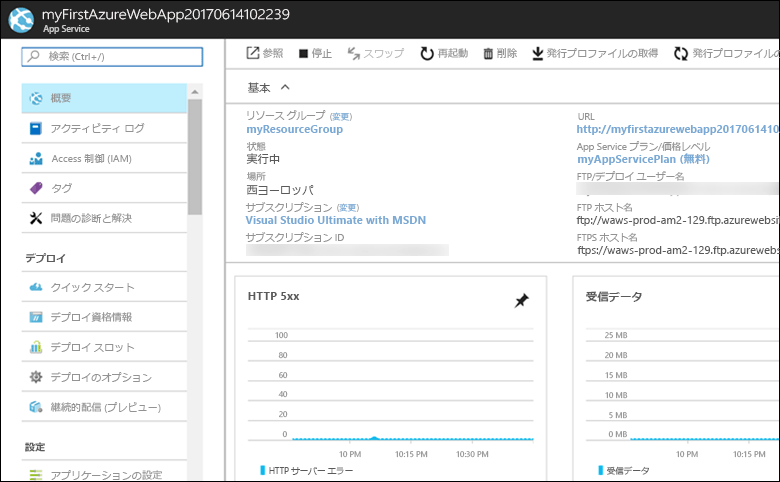 myFirstAzureWebApp20170614102239
App Service
検索 (Ctrl+/)
概要
アクティビティ ログ
Access 制御 (IAM)
タグ
問題の診断と解決
デプロイ
クイック スタート
デプロイ資格情報
デプロイ スロット
デプロイのオプション
継続的配信 (プレビュー)
設定
アプリケーションの設定
参照 停止 スワップ 再起動 削除 発行プロファイルの取得 発行プロファイルの
基本
リソース グループ (変更)
myResourceGroup
状態
実行中
場所
西ヨーロッパ
サブスクリプション (変更)
Visual Studio Ultimate with MSDN
サブスクリプション ID
URL
http://myfirstazurewebapp2017061410
App Service プラン/価格レベル
myAppServicePlan (無料)
FTP/デプロイ ユーザー名
FTP ホスト名
ftp://waws-prod-am2-129.ftp.azurewebsi
FTPS ホスト名
ftps://waws-prod-am2-129.ftp.azureweb
HTTP 5xx
100
80
60
40
20
0
10 PM 10:15 PM 10:30 PM
HTTP サーバー エラー
受信データ
25 MB
20 MB
15 MB
10 MB
5 MB
0 MB
10 PM 10:15 PM
受信データ